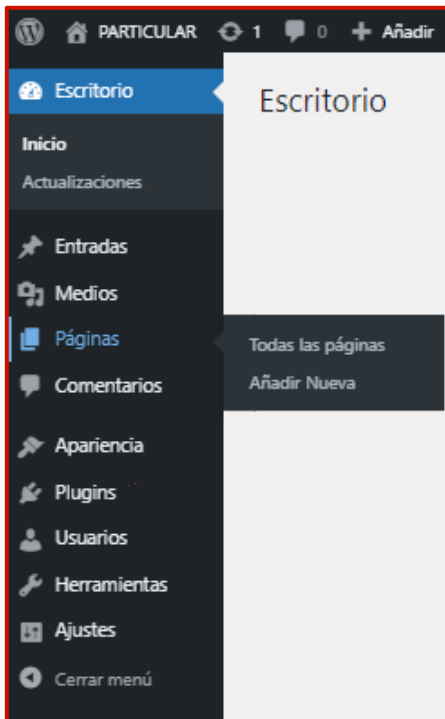 PARTICULAR 1 0 Añadir
Escritorio
Escritorio
Inicio
Actualizaciones
Entradas
Medios
Páginas
Todas las páginas
Añadir Nueva
Comentarios
Apariencia
Plugins
Usuarios
Herramientas
Ajustes
Cerrar menú